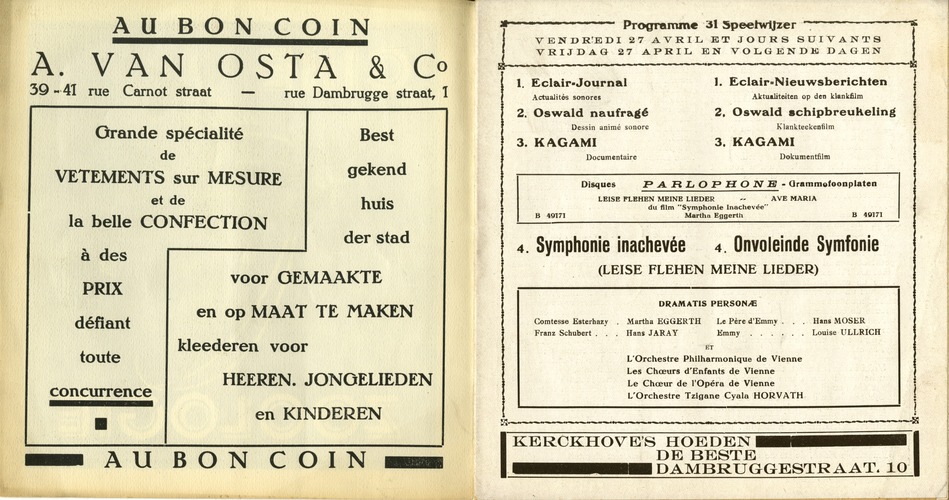 AU BON COIN
A. VAN OSTA & Co
39-41 rue Carnot straat — rue Dambrugge straat, 1
Grande spécialité
de
VETEMENTS sur MESURE
et de
la belle CONFECTION
à des
PRIX
défiant
toute
concurrence
Best
gekend
huis
der stad
voor GEMAAKTE
en op MAAT TE MAKEN
kleederen voor
HEEREN. JONGELIEDEN
en KINDEREN
AU BON COIN
Programme 31 Speelwijzer
VENDREDI 27 AVRIL ET JOURS SUIVANTS
VRIJDAG 27 APRIL EN VOLGENDE DAGEN
1. Eclair-Journal
Actualités sonores
2. Oswald naufragé
Dessin animé sonore
3. KAGAMI
Documentaire
1. Eclair-Nieuwsberichten
Aktualiteiten op den klankfilm
2. Oswald schipbreukeling
Klankteekenfilm
3. KAGAMI
Dokumentfilm
Disques PARLOPHONE - Grammofoonplaten
LEISE FLEHEN MEINE LIEDER -- AVE MARIA
du film "Symphonie Inachevée"
B 49171 Martha Eggerth B 49171
4. Symphonie inachevée 4. Onvoleinde Symfonie
(LEISE FLEHEN MEINE LIEDER)
DRAMATIS PERSONÆ
Comtesse Esterhazy . Martha EGGERTH Le Père d'Emmy . . . Hans MOSER
Franz Schubert . . . Hans JARAY Emmy . . . . . . Louise ULLRICH
ET
L'Orchestre Philharmonique de Vienne
Les Chœurs d'Enfants de Vienne
Le Chœur de l'Opéra de Vienne
L'Orchestre Tzigane Cyala HORVATH
KERCKHOVE'S HOEDEN
DE BESTE
DAMBRUGGESTRAAT. 10